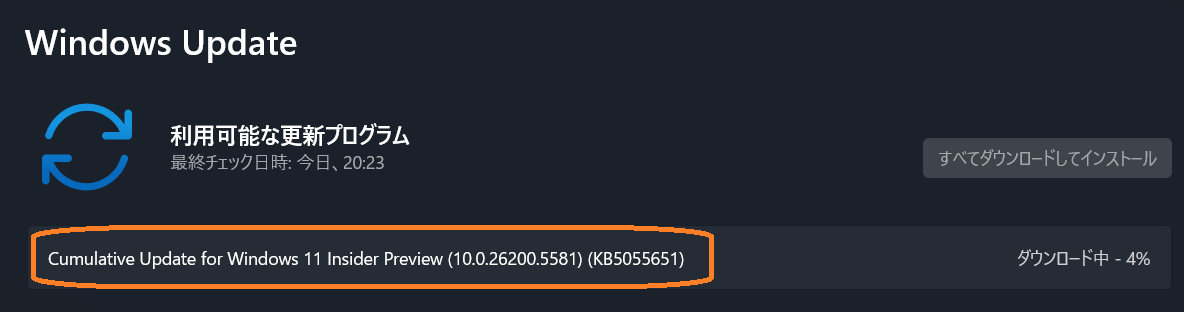 Windows Update
利用可能な更新プログラム
最終チェック日時: 今日、20:23
すべてダウンロードしてインストール
Cumulative Update for Windows 11 Insider Preview (10.0.26200.5581) (KB5055651)
ダウンロード中 - 4%